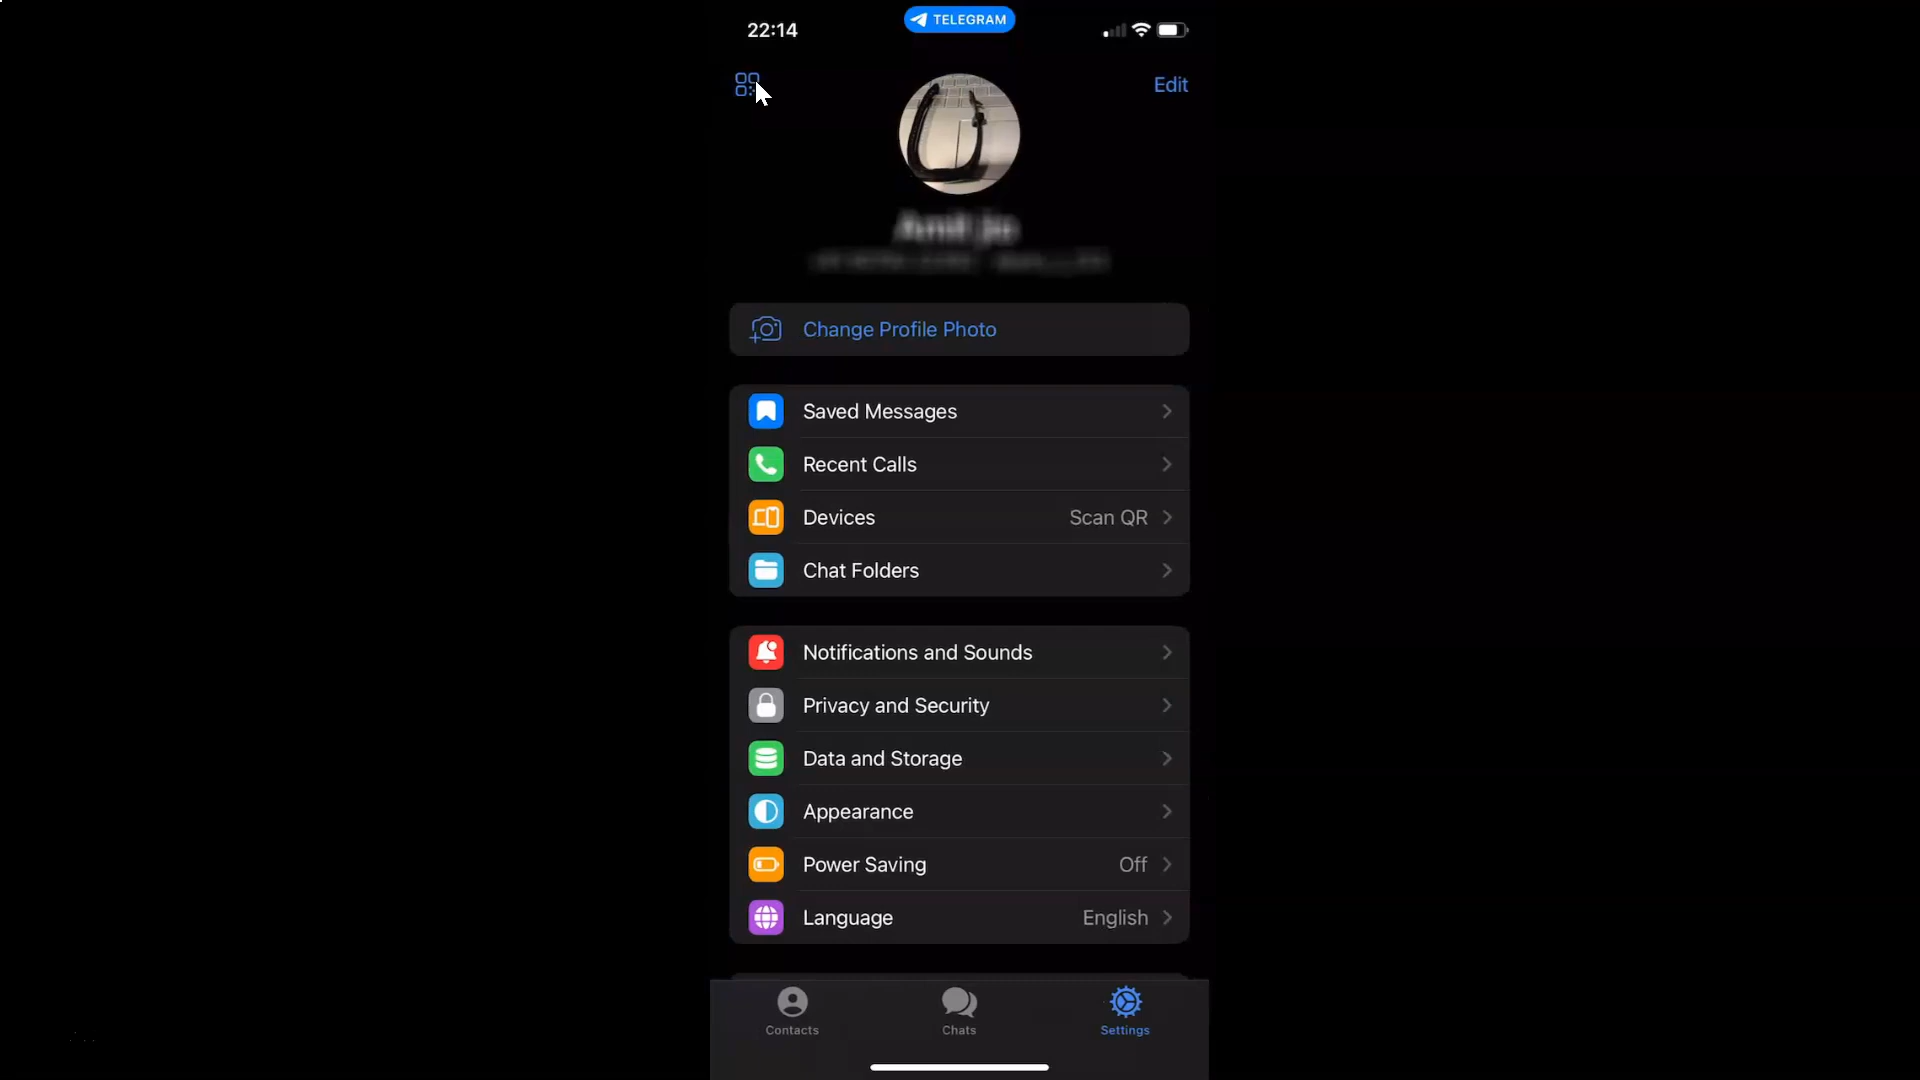 22:14
TELEGRAM
Edit
Change Profile Photo
Saved Messages
Recent Calls
Devices Scan QR
Chat Folders
Notifications and Sounds
Privacy and Security
Data and Storage
Appearance
Power Saving Off
Language English
Contacts Chats Settings